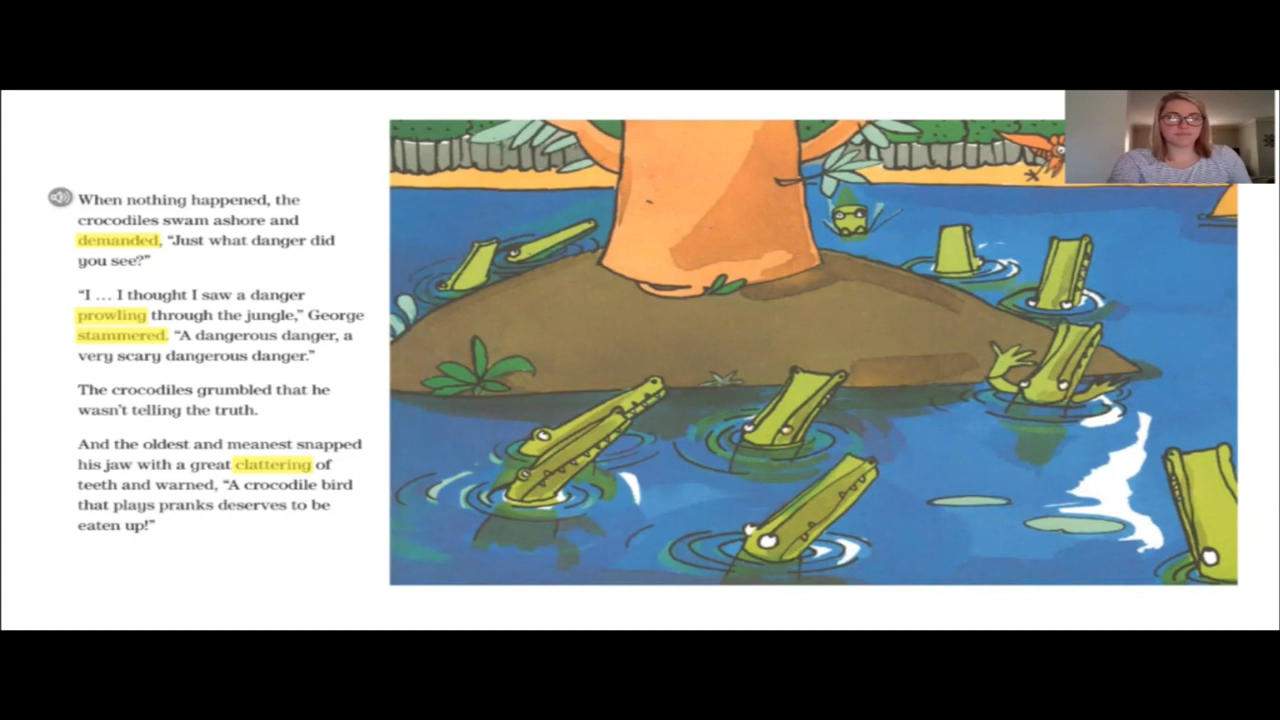 When nothing happened, the
crocodiles swam ashore and
demanded, “Just what danger did
you see?”
“I … I thought I saw a danger
prowling through the jungle,” George
stammered. “A dangerous danger, a
very scary dangerous danger.”
The crocodiles grumbled that he
wasn’t telling the truth.
And the oldest and meanest snapped
his jaw with a great clattering of
teeth and warned, “A crocodile bird
that plays pranks deserves to be
eaten up!”